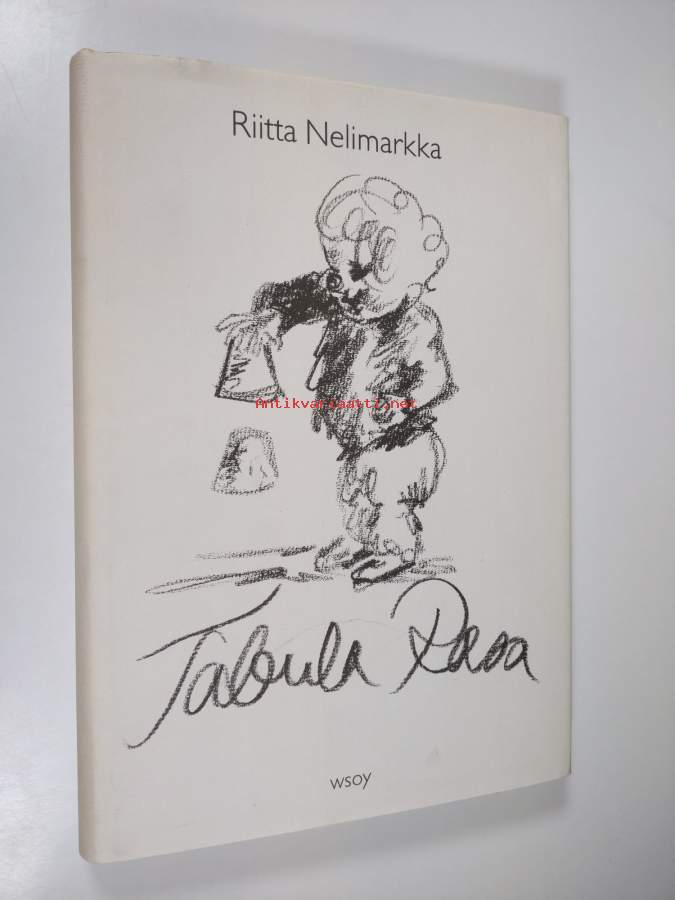 Riitta Nelimarkka
Antikvariaatti.net
Tabula Rasa
wsoy